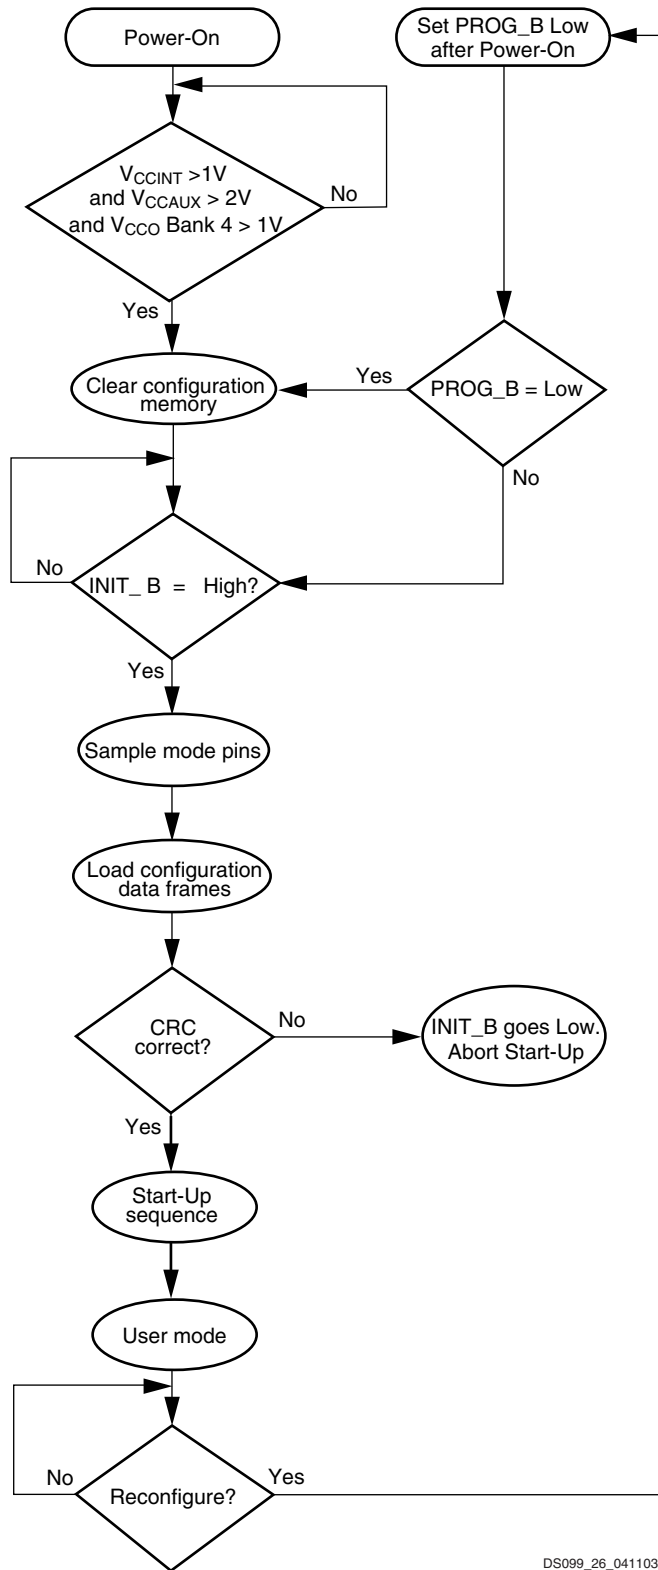 Power-On
Set PROG_B Low
after Power-On
VCCINT >1V
and VCCAUX > 2V
and VCCO Bank 4 > 1V
No
Yes
Clear configuration
memory
Yes
PROG_B = Low
No
No
INIT_ B = High?
Yes
Sample mode pins
Load configuration
data frames
CRC
correct?
No
INIT_B goes Low.
Abort Start-Up
Yes
Start-Up
sequence
User mode
No
Reconfigure?
Yes
DS099_26_041103